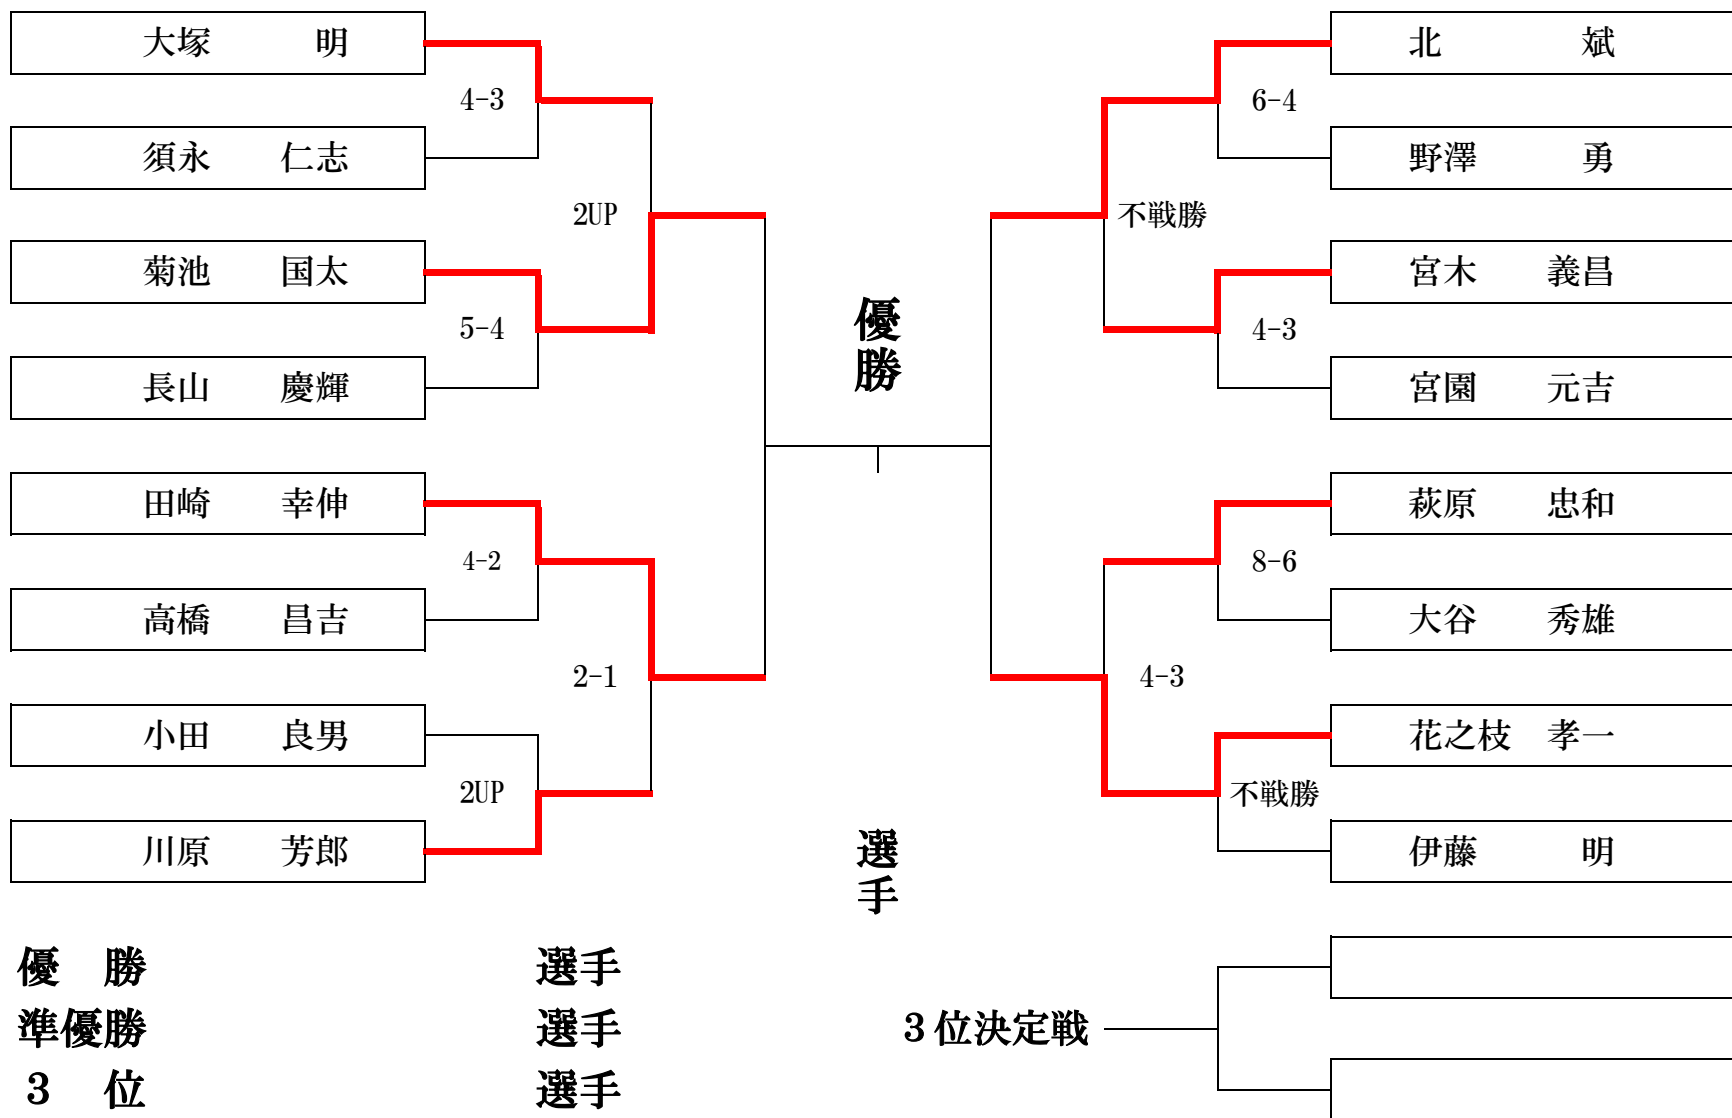 大塚 明
4-3
須永 仁志
2UP
菊池 国太
5-4
長山 慶輝
田崎 幸伸
4-2
高橋 昌吉
2-1
小田 良男
2UP
川原 芳郎
優勝
選手
北 斌
6-4
野澤 勇
不戦勝
宮木 義昌
4-3
宮園 元吉
萩原 忠和
8-6
大谷 秀雄
4-3
花之枝 孝一
不戦勝
伊藤 明
優 勝 選手
準優勝 選手
3 位 選手
3位決定戦